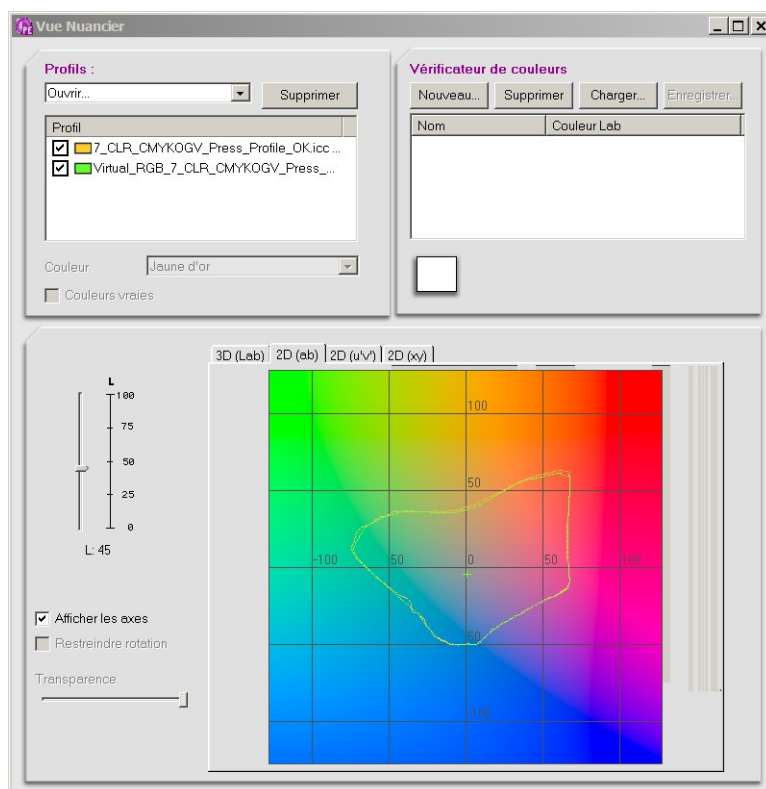 Vue Nuancier
Profils :
Ouvrir...
Supprimer
Profil
7_CLR_CMYKOGV_Press_Profile_OK.icc ...
Virtual_RGB_7_CLR_CMYKOGV_Press_...
Couleur Jaune d'or
Couleurs vraies
Vérificateur de couleurs
Nouveau... Supprimer Charger... Enregistrer...
Nom Couleur Lab
3D (Lab) 2D (ab) 2D (u'v') 2D (xy)
L
100
75
50
25
0
L: 45
Afficher les axes
Restreindre rotation
Transparence
100
50
-100 50 0 50 100
50
-100